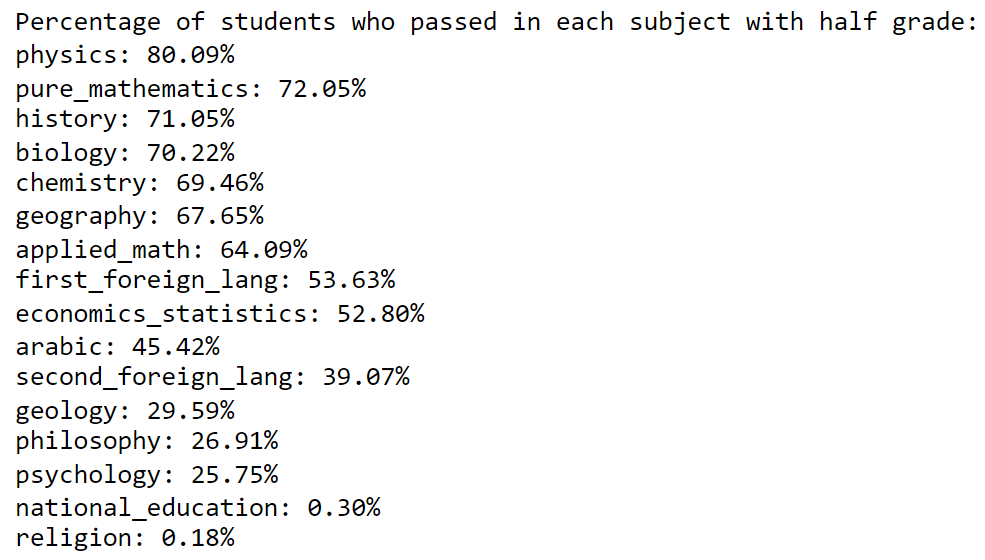 Percentage of students who passed in each subject with half grade:
physics: 80.09%
pure_mathematics: 72.05%
history: 71.05%
biology: 70.22%
chemistry: 69.46%
geography: 67.65%
applied_math: 64.09%
first_foreign_lang: 53.63%
economics_statistics: 52.80%
arabic: 45.42%
second_foreign_lang: 39.07%
geology: 29.59%
philosophy: 26.91%
psychology: 25.75%
national_education: 0.30%
religion: 0.18%